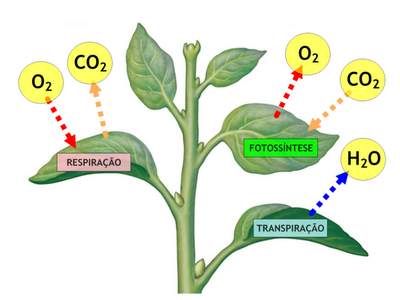 O2
CO2
RESPIRAÇÃO
O2
CO2
FOTOSSÍNTESE
H2O
TRANSPIRAÇÃO